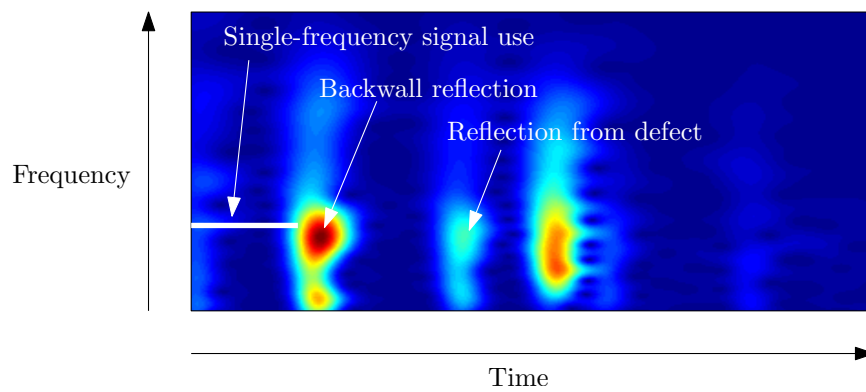 Single-frequency signal use
Backwall reflection
Reflection from defect
Frequency
Time